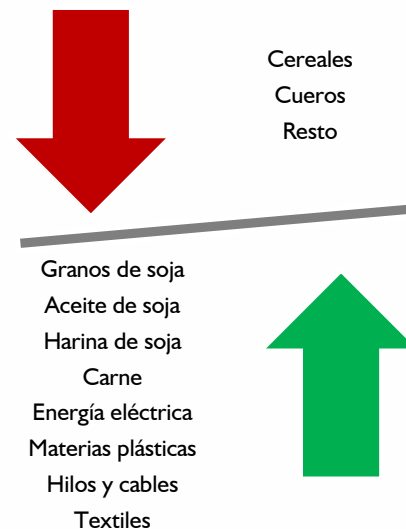 Cereales
Cueros
Resto
Granos de soja
Aceite de soja
Harina de soja
Carne
Energía eléctrica
Materias plásticas
Hilos y cables
Textiles